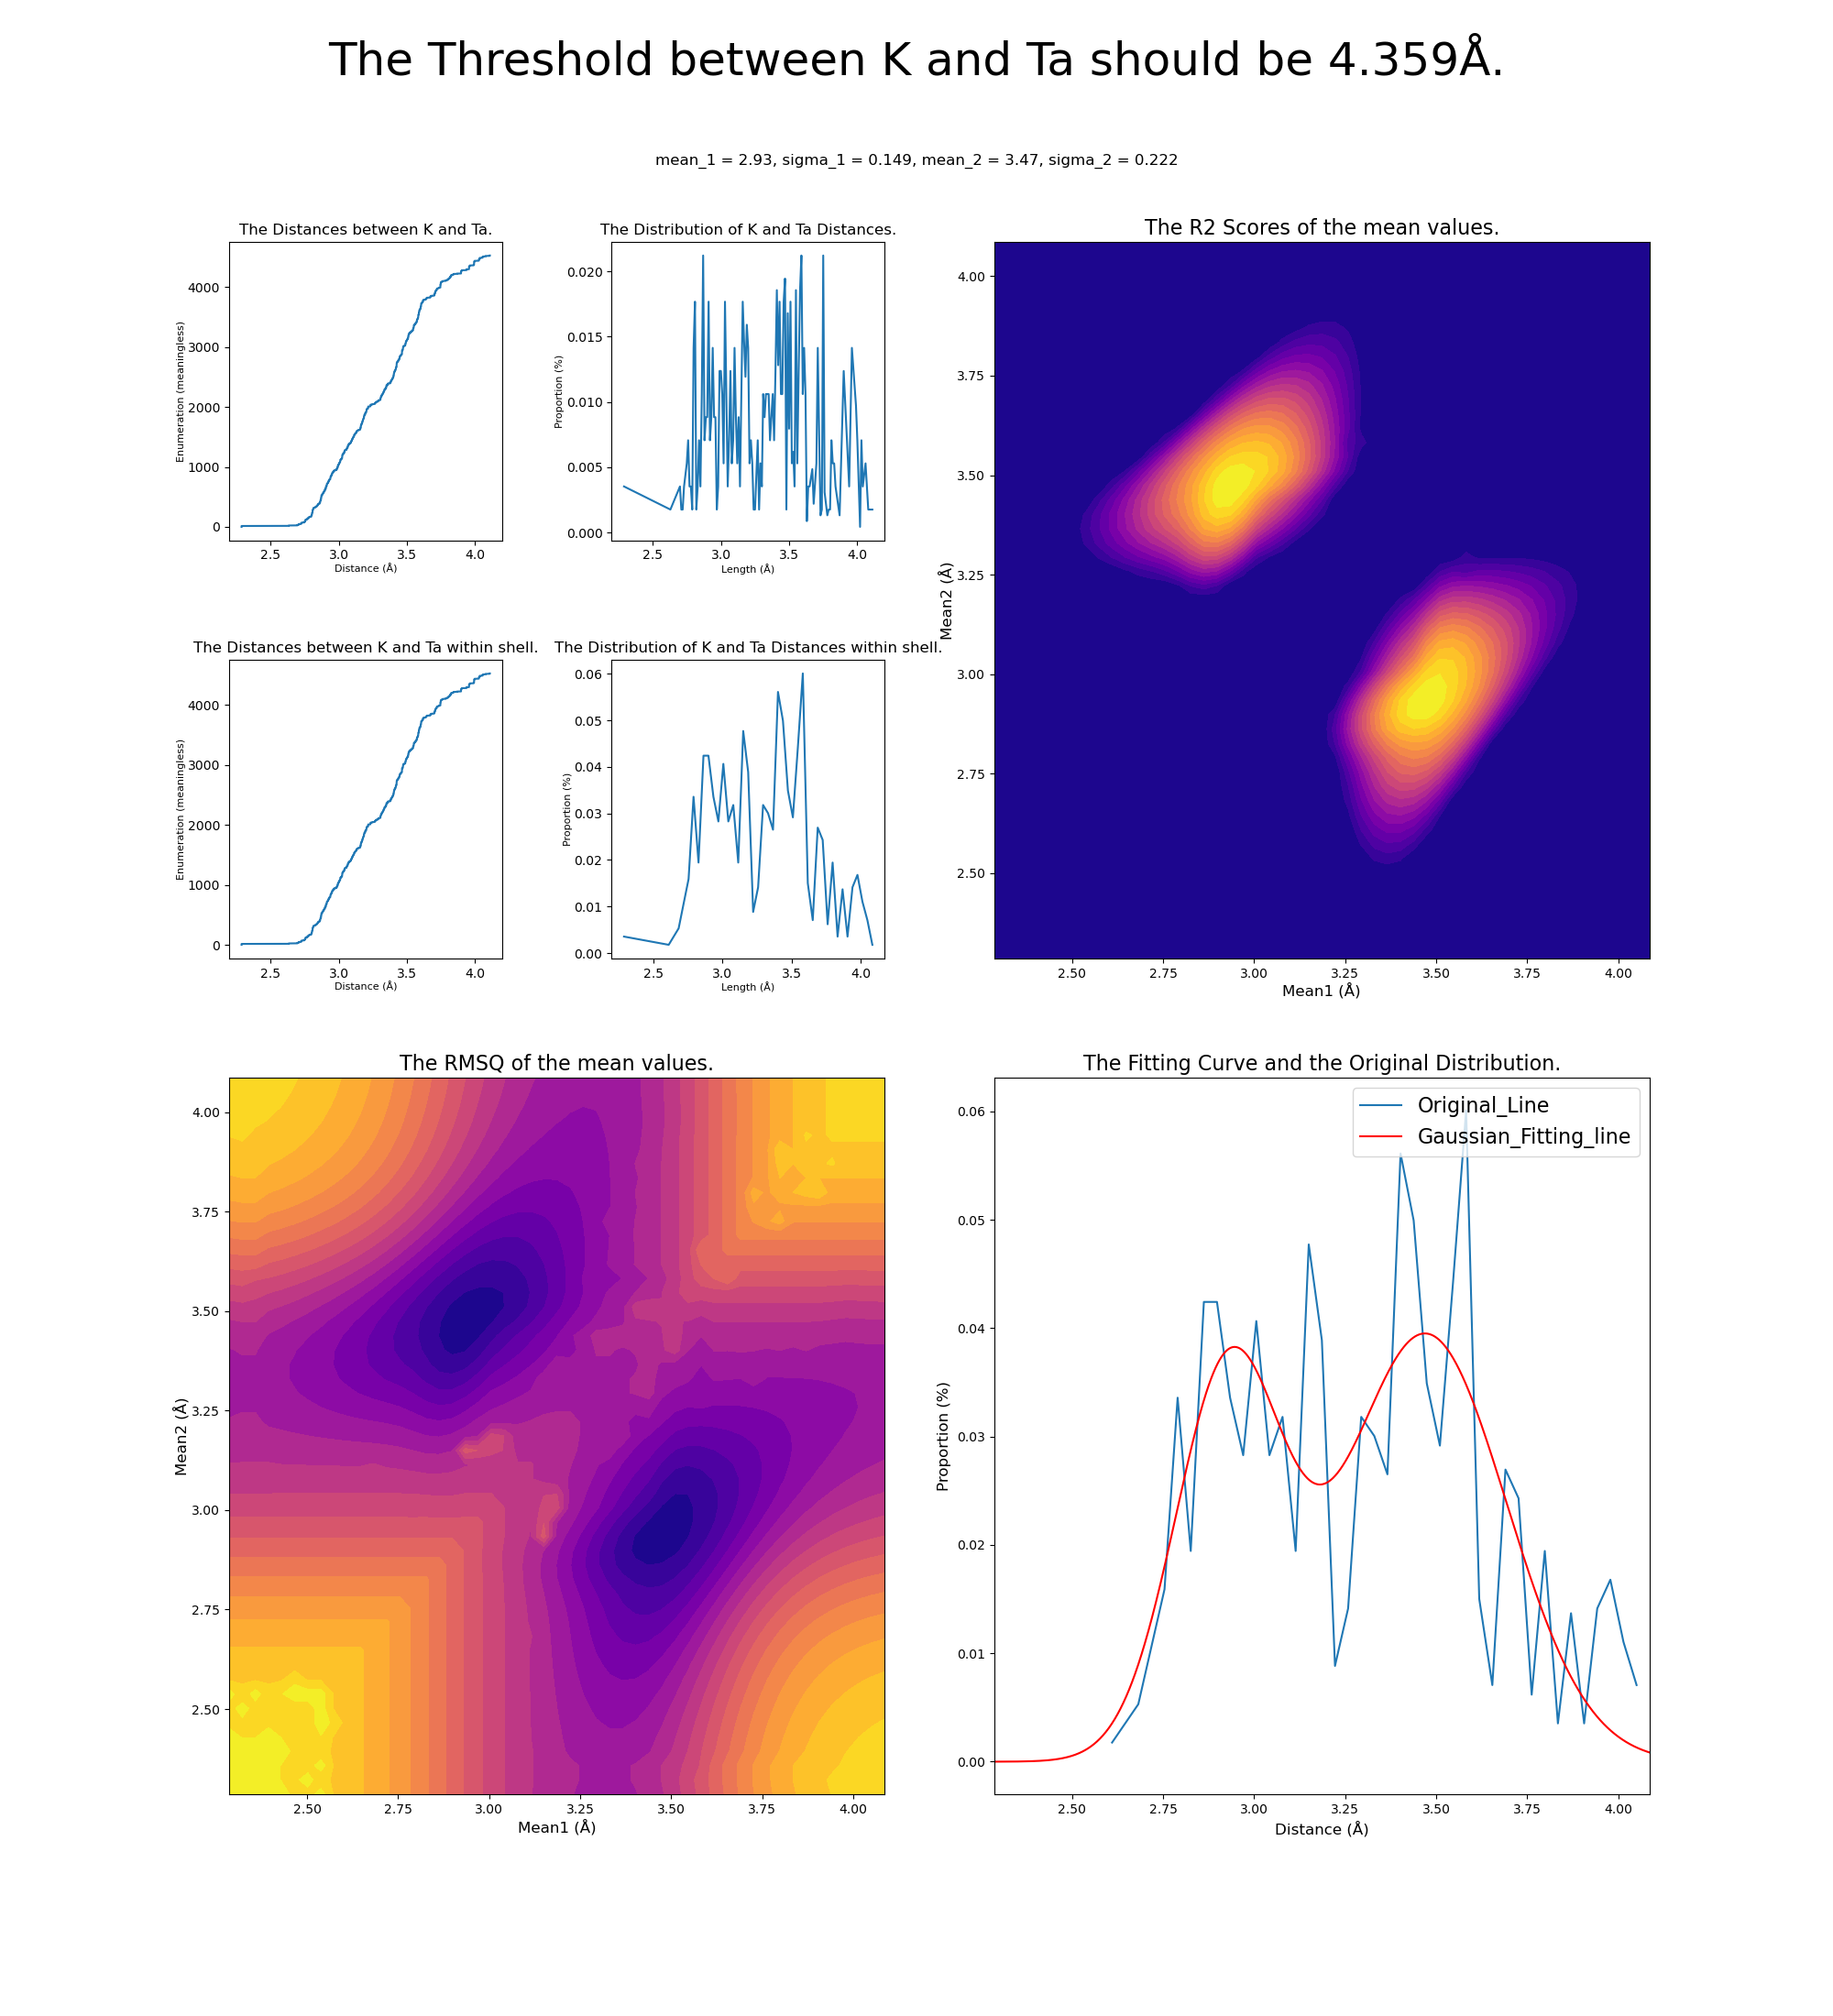 The Threshold between K and Ta should be 4.359Å.
mean_1 = 2.93, sigma_1 = 0.149, mean_2 = 3.47, sigma_2 = 0.222
The Distances between K and Ta.
Enumeration (meaningless)
4000
3000
2000
1000
0
2.5 3.0 3.5 4.0
Distance (Å)
The Distribution of K and Ta Distances.
Proportion (%)
0.020
0.015
0.010
0.005
0.000
2.5 3.0 3.5 4.0
Length (Å)
The R2 Scores of the mean values.
Mean2 (Å)
4.00
3.75
3.50
3.25
3.00
2.75
2.50
2.50 2.75 3.00 3.25 3.50 3.75 4.00
Mean1 (Å)
The Distances between K and Ta within shell.
Enumeration (meaningless)
4000
3000
2000
1000
0
2.5 3.0 3.5 4.0
Distance (Å)
The Distribution of K and Ta Distances within shell.
Proportion (%)
0.06
0.05
0.04
0.03
0.02
0.01
0.00
2.5 3.0 3.5 4.0
Length (Å)
The RMSQ of the mean values.
Mean2 (Å)
4.00
3.75
3.50
3.25
3.00
2.75
2.50
2.50 2.75 3.00 3.25 3.50 3.75 4.00
Mean1 (Å)
The Fitting Curve and the Original Distribution.
Original_Line
Gaussian_Fitting_line
Proportion (%)
0.06
0.05
0.04
0.03
0.02
0.01
0.00
2.50 2.75 3.00 3.25 3.50 3.75 4.00
Distance (Å)